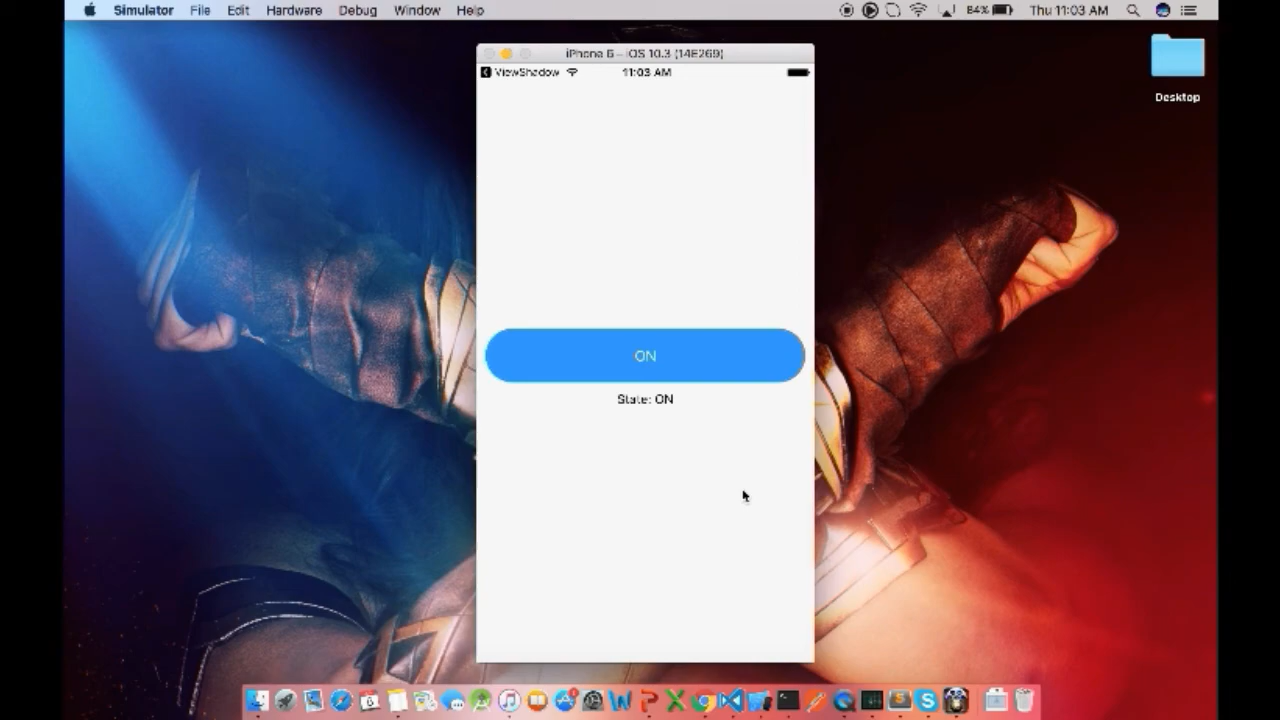 Simulator File Edit Hardware Debug Window Help 84% Thu 11:03 AM
iPhone 6 – iOS 10.3 (14E269)
ViewShadow 11:03 AM
Desktop
ON
State: ON